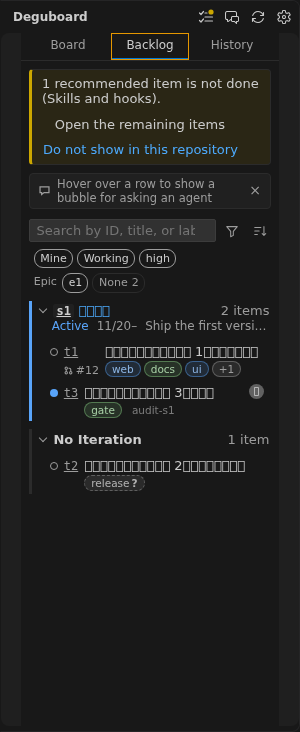 Deguboard
Board
Backlog
History
1 recommended item is not done
(Skills and hooks).
Open the remaining items
Do not show in this repository
Hover over a row to show a
bubble for asking an agent
Search by ID, title, or lat
Mine
Working
high
Epic
e1
None 2
s1
2 items
Active 11/20– Ship the first versi…
t1
1
#12
web
docs
ui
+1
t3
3
gate
audit-s1
No Iteration
1 item
t2
2
release ?